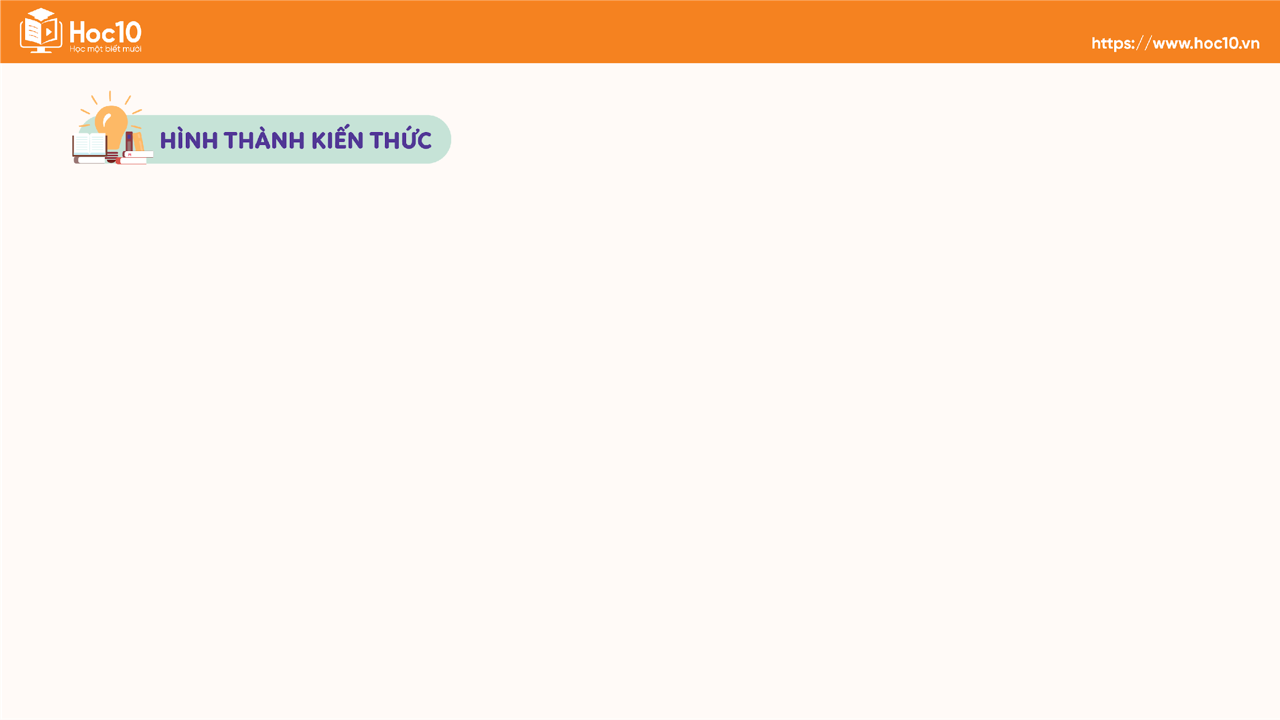 Hoc10
Học một biết mười
https://www.hoc10.vn
HÌNH THÀNH KIẾN THỨC